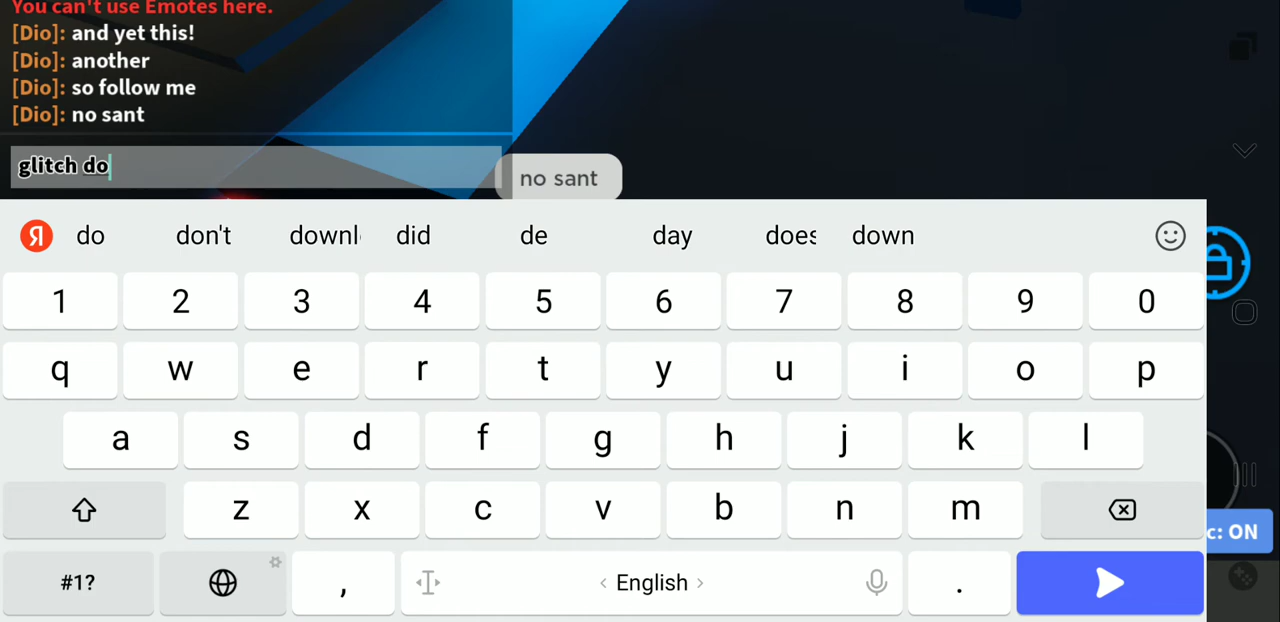 You can't use Emotes here.
[Dio]: and yet this!
[Dio]: another
[Dio]: so follow me
[Dio]: no sant
glitch do
no sant
Я do don't downl did de day does down
1 2 3 4 5 6 7 8 9 0
q w e r t y u i o p
a s d f g h j k l
z x c v b n m
c: ON
#1? , English .